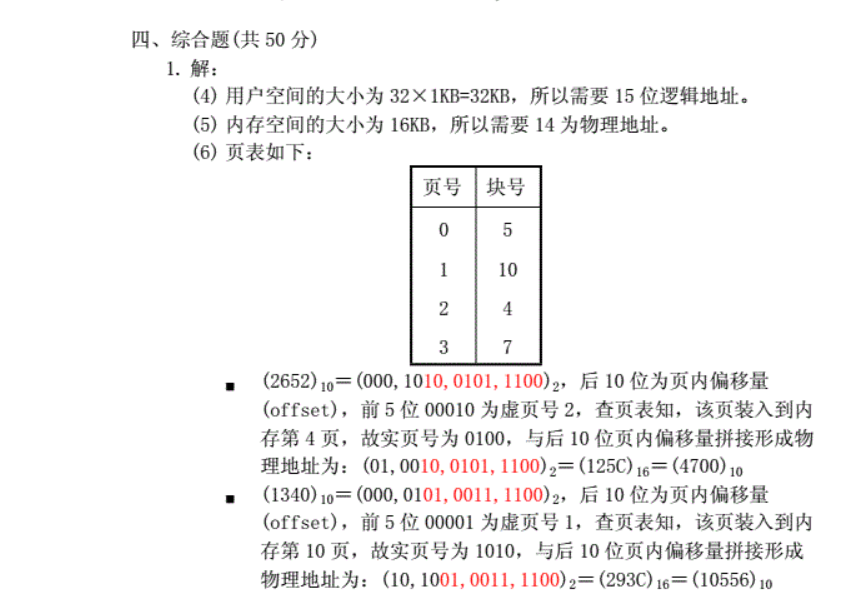 四、综合题(共 50 分)
1. 解：
(4) 用户空间的大小为 32×1KB=32KB，所以需要 15 位逻辑地址。
(5) 内存空间的大小为 16KB，所以需要 14 为物理地址。
(6) 页表如下：
页号 块号
0 5
1 10
2 4
3 7
■ (2652)10＝(000,1010,0101,1100)2，后 10 位为页内偏移量
(offset)，前 5 位 00010 为虚页号 2，查页表知，该页装入到内
存第 4 页，故实页号为 0100，与后 10 位页内偏移量拼接形成物
理地址为：(01,0010,0101,1100)2＝(125C)16＝(4700)10
■ (1340)10＝(000,0101,0011,1100)2，后 10 位为页内偏移量
(offset)，前 5 位 00001 为虚页号 1，查页表知，该页装入到内
存第 10 页，故实页号为 1010，与后 10 位页内偏移量拼接形成
物理地址为：(10,1001,0011,1100)2＝(293C)16＝(10556)10